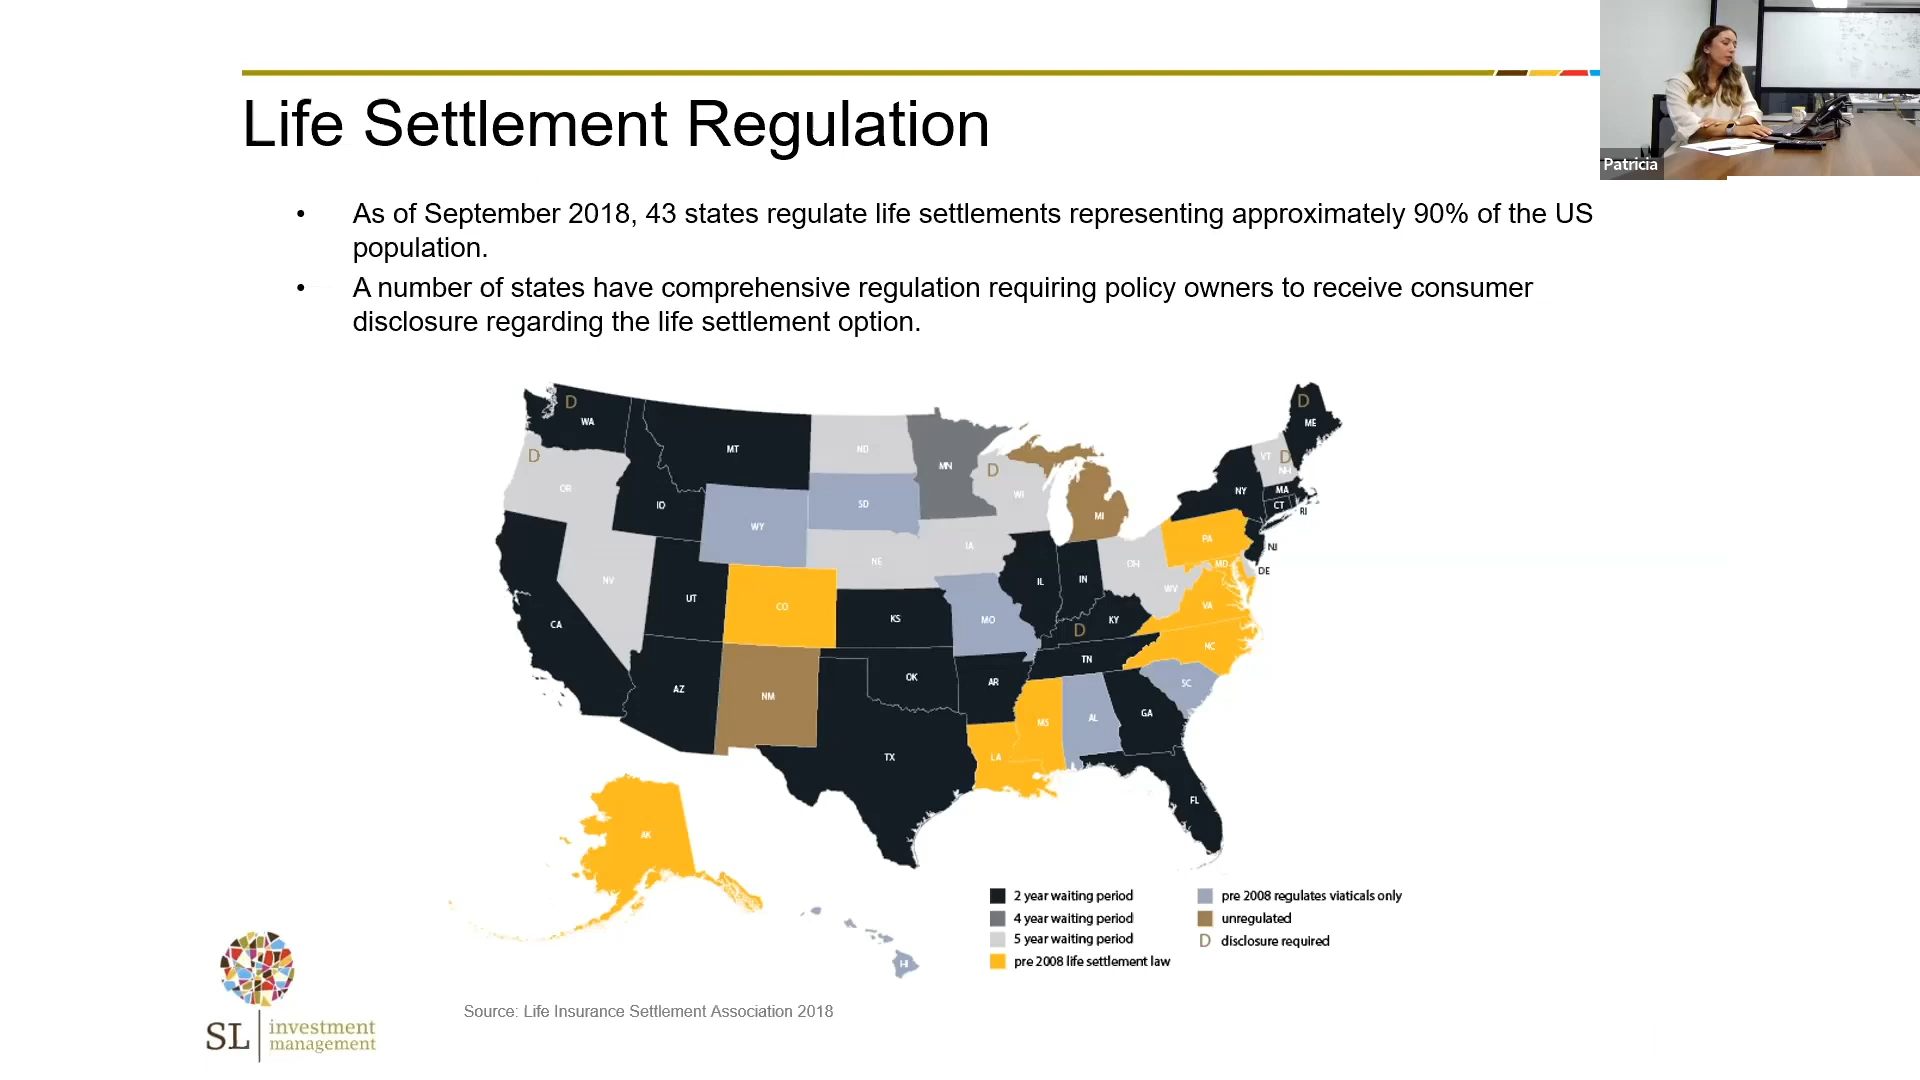 Patricia
Life Settlement Regulation
• As of September 2018, 43 states regulate life settlements representing approximately 90% of the US
population.
• A number of states have comprehensive regulation requiring policy owners to receive consumer
disclosure regarding the life settlement option.
D
WA
MT
ND
MN
D
WI
D
ME
VT
D
NH
D
OR
ID
WY
SD
MI
NY
MA
CT
RI
NV
NE
IA
PA
NJ
OH
MD
DE
CA
UT
CO
KS
MO
IL
IN
WV
VA
D
KY
NC
AZ
NM
OK
AR
TN
SC
TX
LA
MS
AL
GA
FL
AK
HI
2 year waiting period
4 year waiting period
5 year waiting period
pre 2008 life settlement law
pre 2008 regulates viaticals only
unregulated
D disclosure required
Source: Life Insurance Settlement Association 2018
SL investment
management